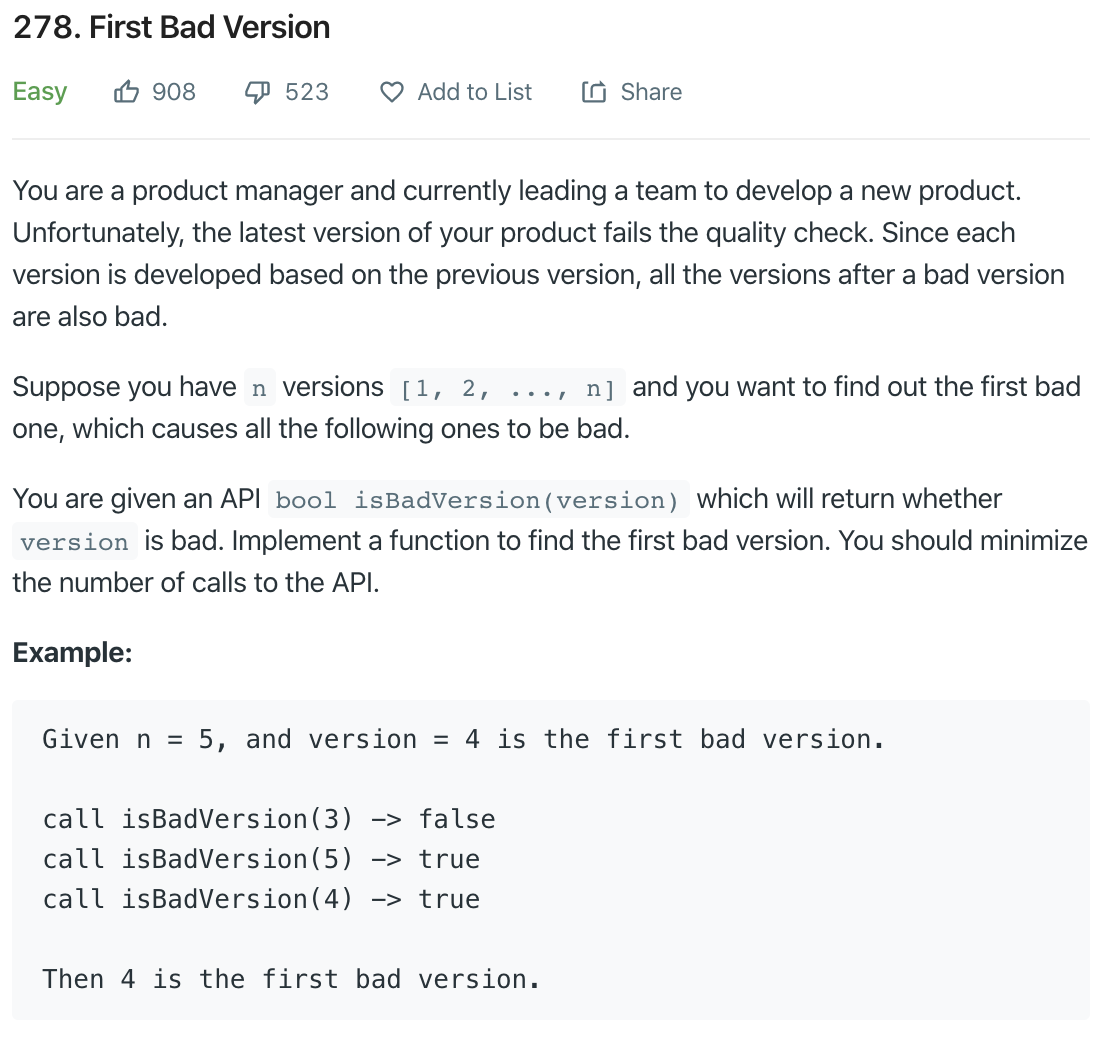 278. First Bad Version
Easy 908 523 Add to List Share
You are a product manager and currently leading a team to develop a new product.
Unfortunately, the latest version of your product fails the quality check. Since each
version is developed based on the previous version, all the versions after a bad version
are also bad.
Suppose you have n versions [1, 2, ..., n] and you want to find out the first bad
one, which causes all the following ones to be bad.
You are given an API bool isBadVersion(version) which will return whether
version is bad. Implement a function to find the first bad version. You should minimize
the number of calls to the API.
Example:
Given n = 5, and version = 4 is the first bad version.
call isBadVersion(3) -> false
call isBadVersion(5) -> true
call isBadVersion(4) -> true
Then 4 is the first bad version.